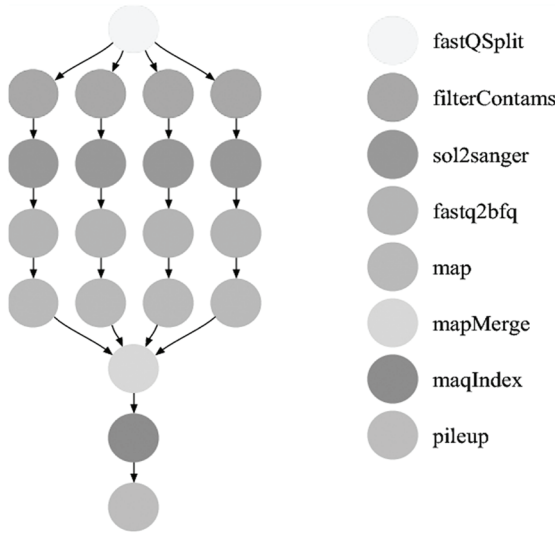 fastQSplit
filterContams
sol2sanger
fastq2bfq
map
mapMerge
maqIndex
pileup